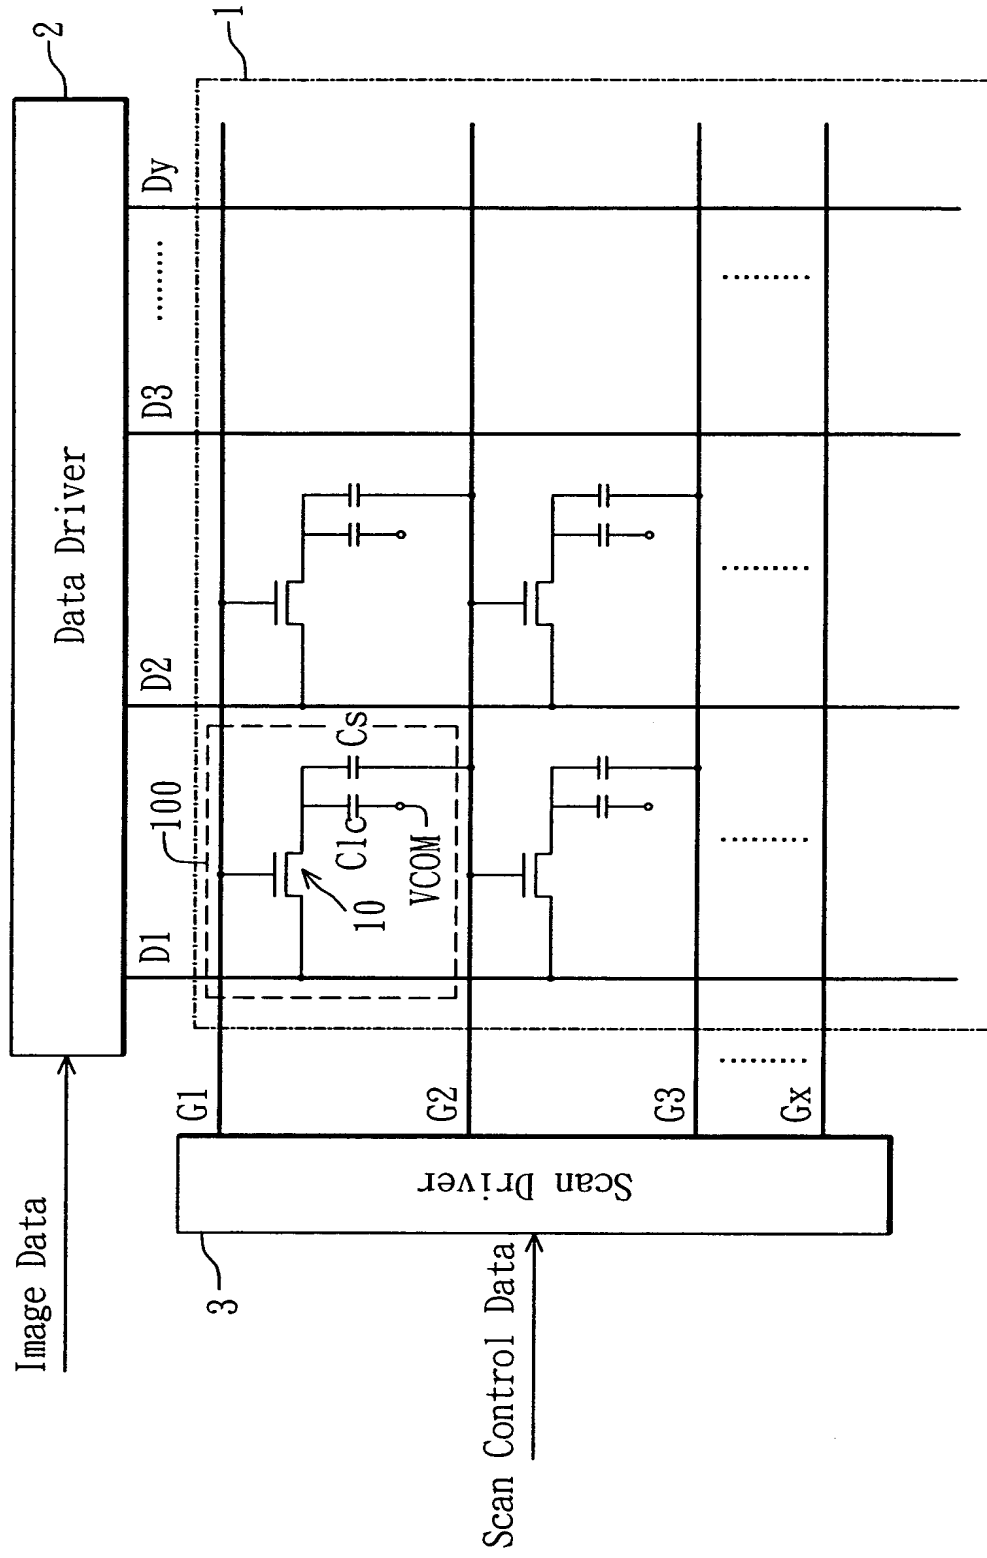 2
Data Driver
Image Data
1
D1
D2
D3
.........
Dy
100
G1
10
Clc
Cs
VCOM
G2
G3
.........
.........
.........
.........
Gx
Scan Driver
3
Scan Control Data